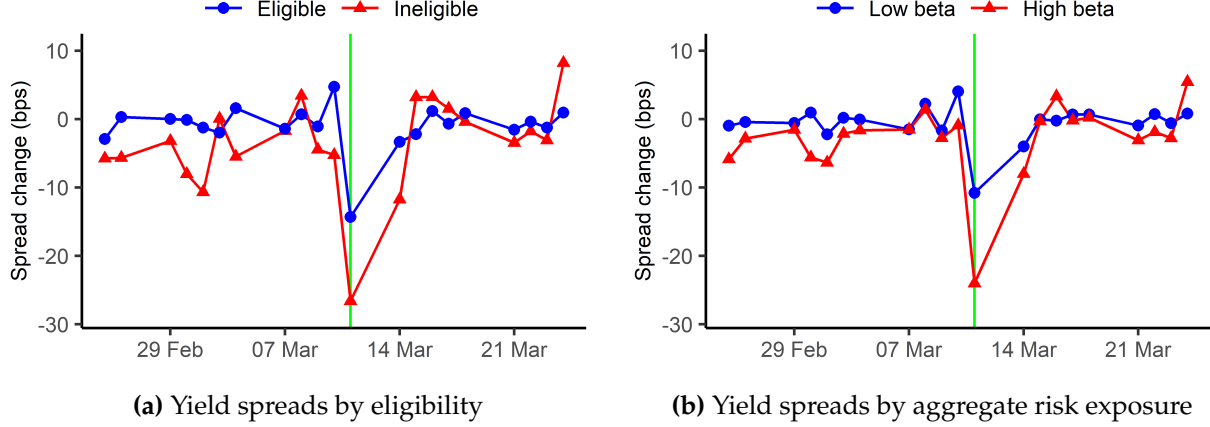 Eligible Ineligible
Spread change (bps)
10
0
-10
-20
-30
29 Feb 07 Mar 14 Mar 21 Mar
(a) Yield spreads by eligibility
Low beta High beta
Spread change (bps)
10
0
-10
-20
-30
29 Feb 07 Mar 14 Mar 21 Mar
(b) Yield spreads by aggregate risk exposure